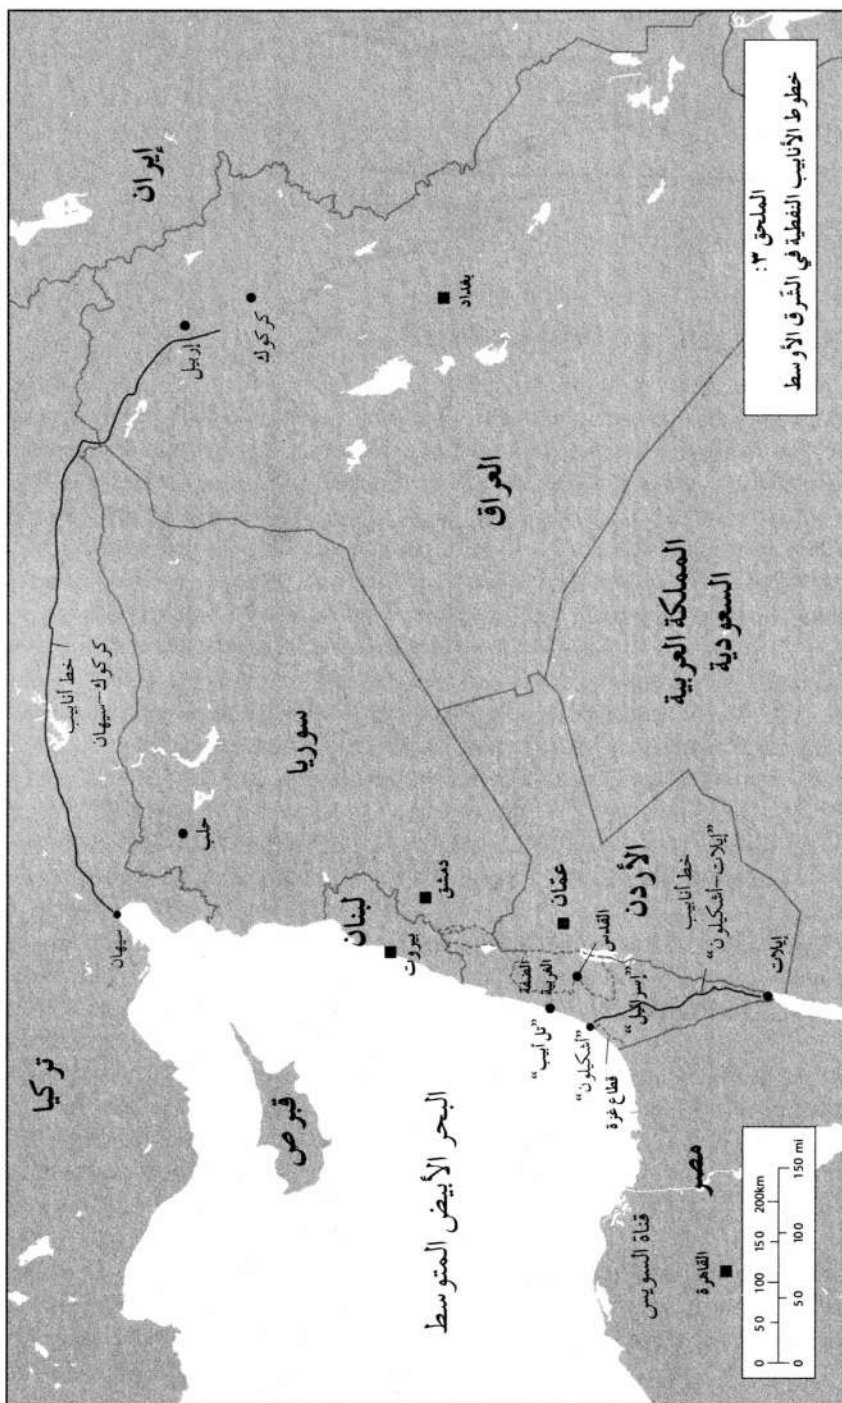 الملحق ٣:
خطوط الأنابيب النفطية في الشرق الأوسط
تركيا
إيران
سيهان
خط أنابيب
كركوك–سيهان
إربيل
كركوك
حلب
قبرص
سوريا
العراق
بغداد
لبنان
بيروت
دمشق
البحر الأبيض المتوسط
"تل أبيب"
الضفة
الغربية
عمّان
القدس
"أشكيلون"
قطاع غزة
"إسرائيل"
الأردن
خط أنابيب
"إيلات–أشكيلون"
إيلات
المملكة العربية
السعودية
مصر
قناة السويس
القاهرة
0 50 100 150 200km
0 50 100 150 mi